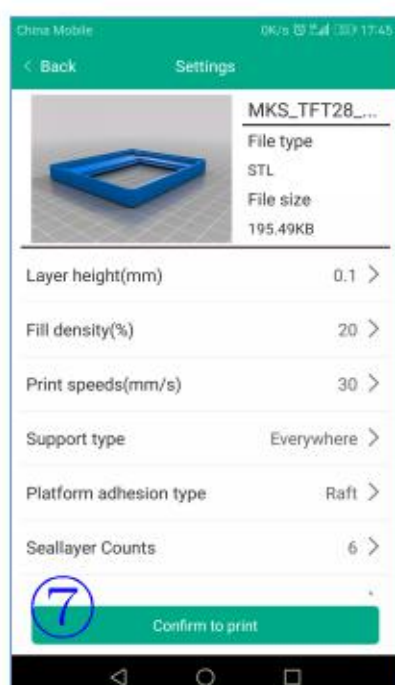 China Mobile 0K/s 17:45
< Back Settings
MKS_TFT28_...
File type
STL
File size
195.49KB
Layer height(mm) 0.1 >
Fill density(%) 20 >
Print speeds(mm/s) 30 >
Support type Everywhere >
Platform adhesion type Raft >
Seallayer Counts 6 >
⑦
Confirm to print